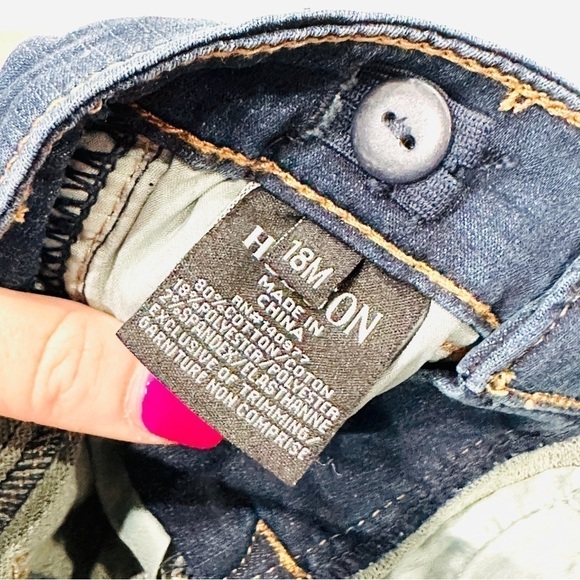 H ON
18M
MADE IN
CHINA
80% COTTON/COTON
18% POLYESTER/POLYESTER
2% SPANDEX/ELASTHANNE
EXCLUSIVE OF TRIMMING/
GARNITURE NON COMPRISE